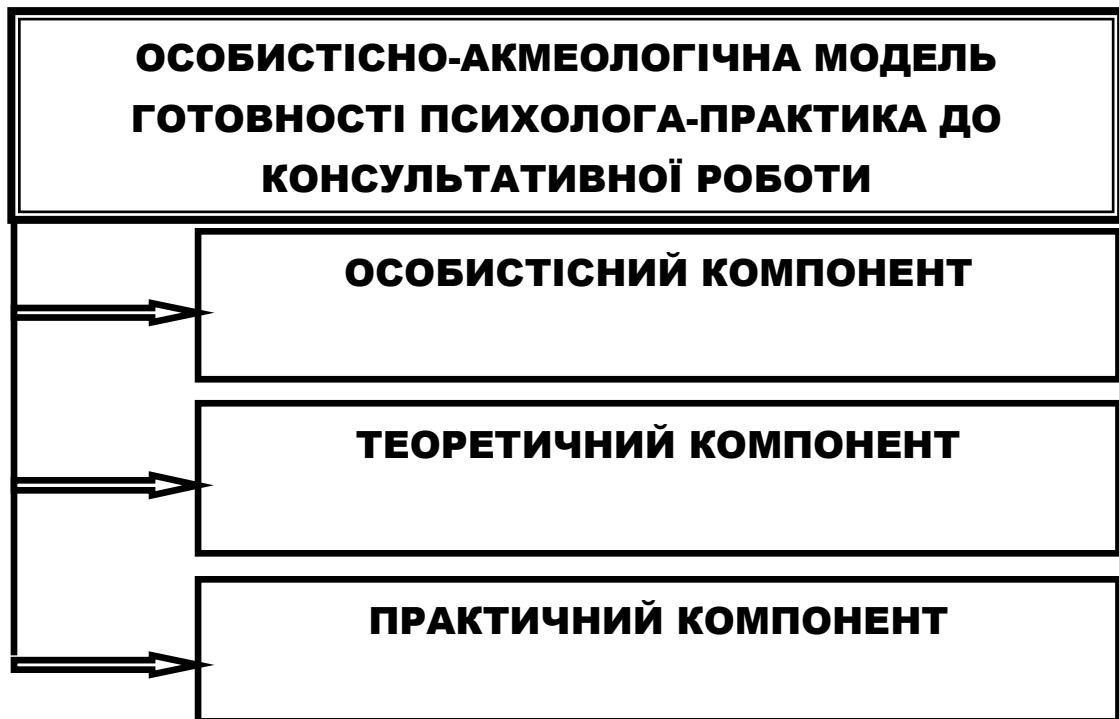 ОСОБИСТІСНО-АКМЕОЛОГІЧНА МОДЕЛЬ
ГОТОВНОСТІ ПСИХОЛОГА-ПРАКТИКА ДО
КОНСУЛЬТАТИВНОЇ РОБОТИ
ОСОБИСТІСНИЙ КОМПОНЕНТ
ТЕОРЕТИЧНИЙ КОМПОНЕНТ
ПРАКТИЧНИЙ КОМПОНЕНТ